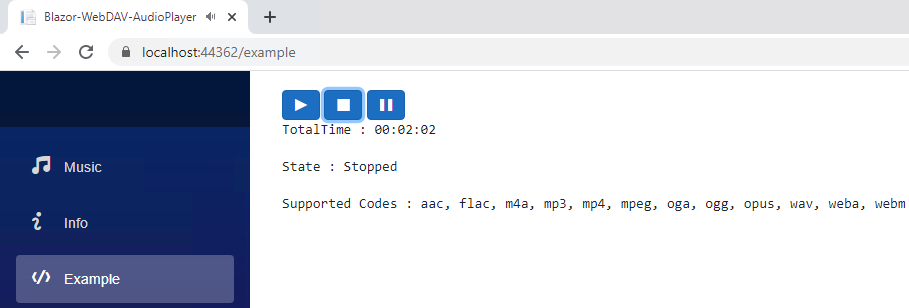 Blazor-WebDAV-AudioPlayer
localhost:44362/example
TotalTime : 00:02:02
State : Stopped
Supported Codes : aac, flac, m4a, mp3, mp4, mpeg, oga, ogg, opus, wav, weba, webm
Music
Info
Example